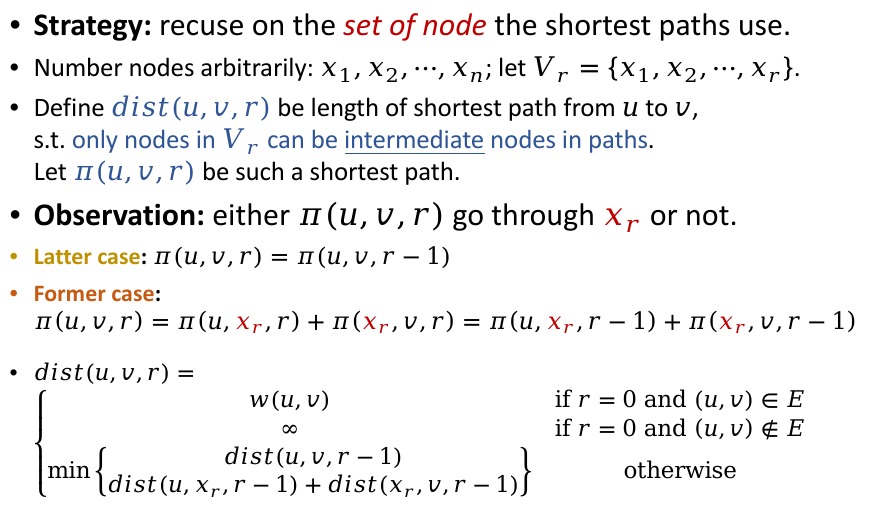 • Strategy: recuse on the set of node the shortest paths use.
• Number nodes arbitrarily: x₁, x₂, ⋯, xₙ; let Vᵣ = {x₁, x₂, ⋯, xᵣ}.
• Define dist(u, v, r) be length of shortest path from u to v,
s.t. only nodes in Vᵣ can be intermediate nodes in paths.
Let π(u, v, r) be such a shortest path.
• Observation: either π(u, v, r) go through xᵣ or not.
• Latter case: π(u, v, r) = π(u, v, r − 1)
• Former case:
π(u, v, r) = π(u, xᵣ, r) + π(xᵣ, v, r) = π(u, xᵣ, r − 1) + π(xᵣ, v, r − 1)
• dist(u, v, r) =
{ w(u, v) if r = 0 and (u, v) ∈ E
∞ if r = 0 and (u, v) ∉ E
min { dist(u, v, r − 1)
dist(u, xᵣ, r − 1) + dist(xᵣ, v, r − 1) } otherwise